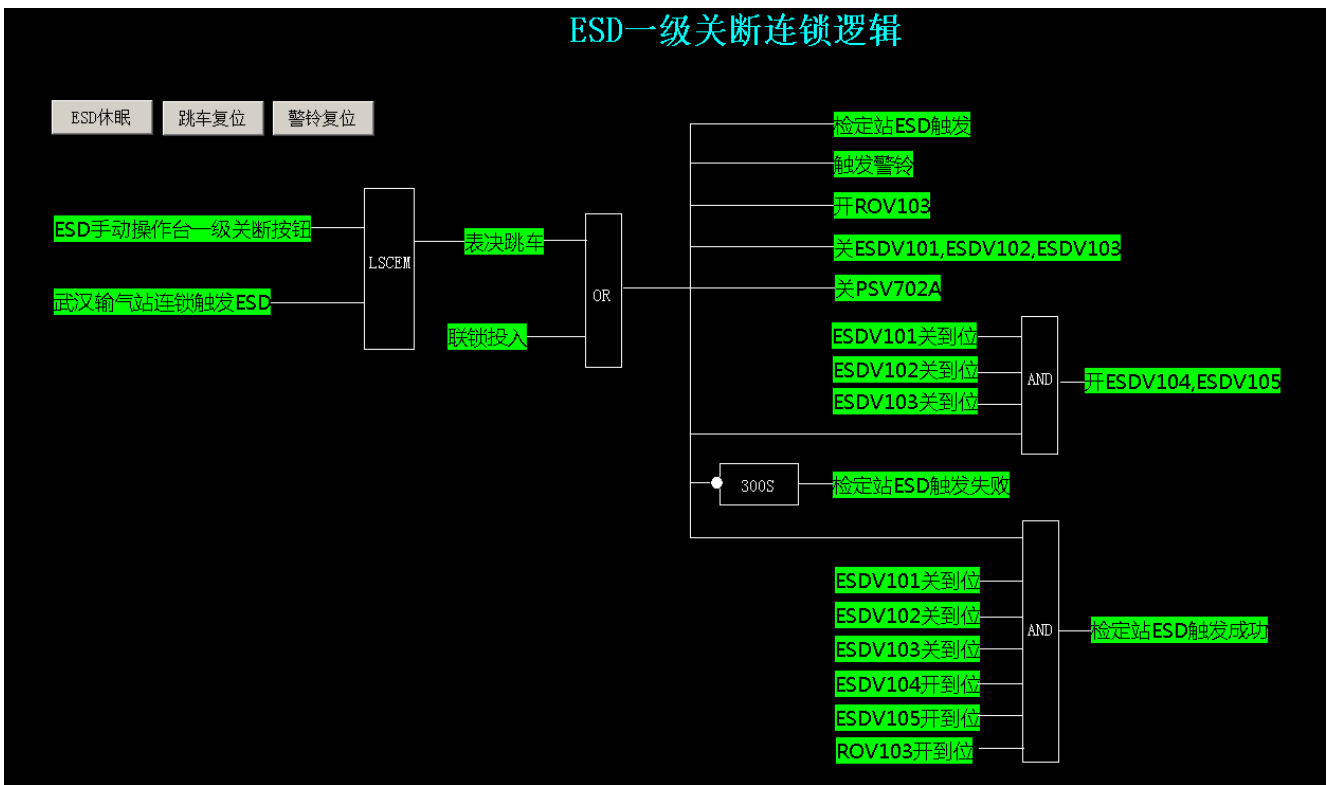 ESD一级关断连锁逻辑
ESD休眠
跳车复位
警铃复位
ESD手动操作台一级关断按钮
武汉输气站连锁触发ESD
LSCEM
表决跳车
联锁投入
OR
检定站ESD触发
触发警铃
开ROV103
关ESDV101,ESDV102,ESDV103
关PSV702A
ESDV101关到位
ESDV102关到位
ESDV103关到位
AND
开ESDV104,ESDV105
300S
检定站ESD触发失败
ESDV101关到位
ESDV102关到位
ESDV103关到位
ESDV104开到位
ESDV105开到位
ROV103开到位
AND
检定站ESD触发成功